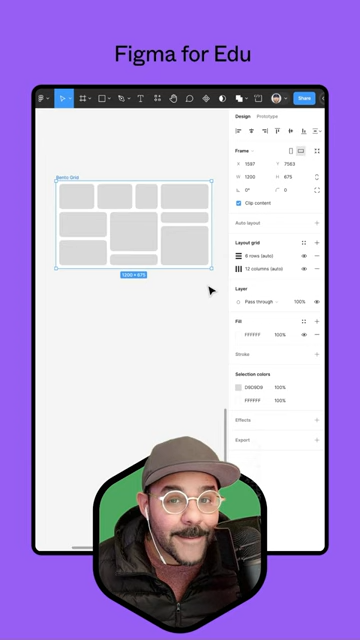 Figma for Edu
Share
Design Prototype
Frame
X 1597 Y 7563
W 1200 H 675
0° 0
Clip content
Auto layout
Layout grid
6 rows (auto)
12 columns (auto)
Layer
Pass through 100%
Fill
FFFFFF 100%
Stroke
Selection colors
D9D9D9 100%
FFFFFF 100%
Effects
Export
Bento Grid
1200 × 675